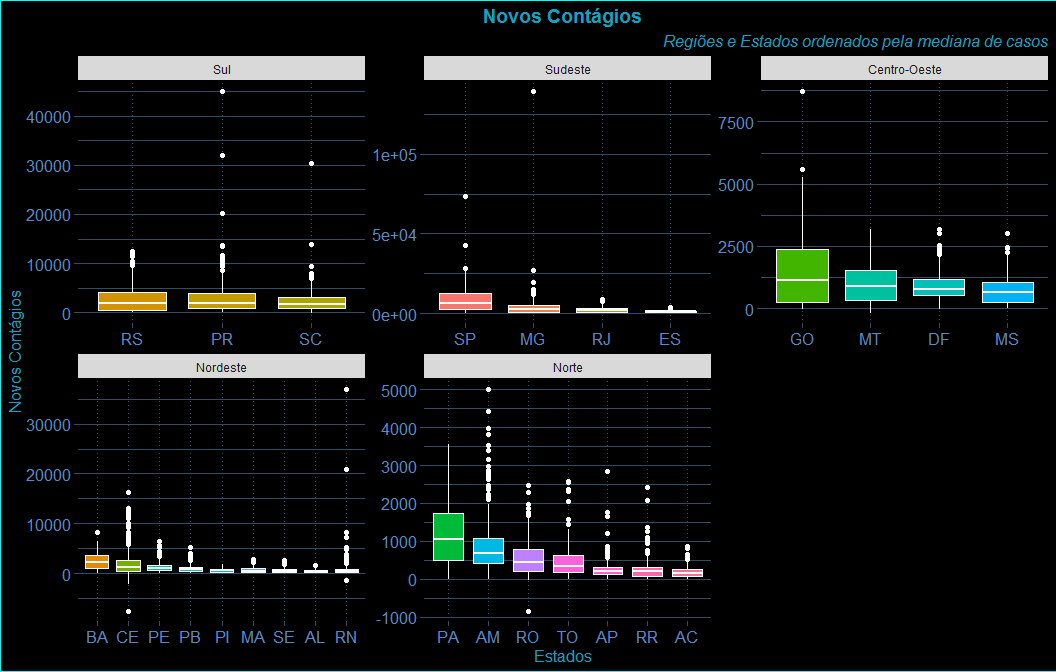 Novos Contágios
Regiões e Estados ordenados pela mediana de casos
Sul
Sudeste
Centro-Oeste
40000
30000
20000
10000
0
RS PR SC
1e+05
5e+04
0e+00
SP MG RJ ES
7500
5000
2500
0
GO MT DF MS
Novos Contágios
Nordeste
Norte
30000
20000
10000
0
BA CE PE PB PI MA SE AL RN
5000
4000
3000
2000
1000
0
-1000
PA AM RO TO AP RR AC
Estados